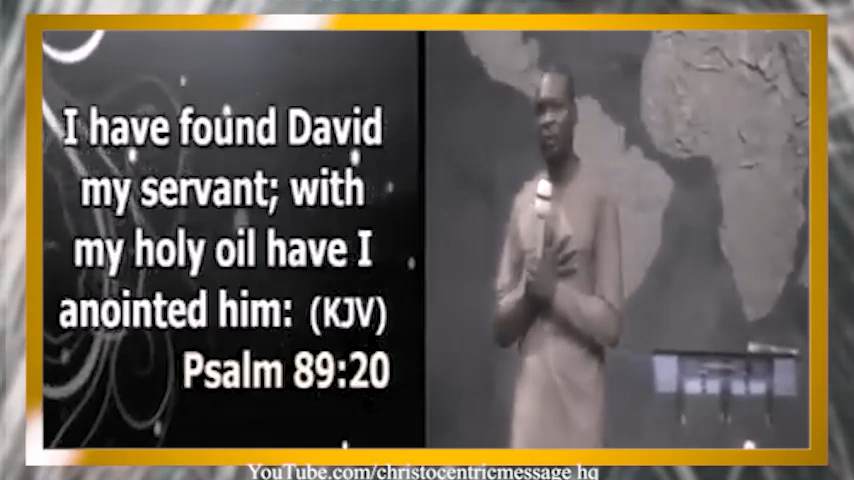 I have found David
my servant; with
my holy oil have I
anointed him: (KJV)
Psalm 89:20
YouTube.com/christocentricmessage hq